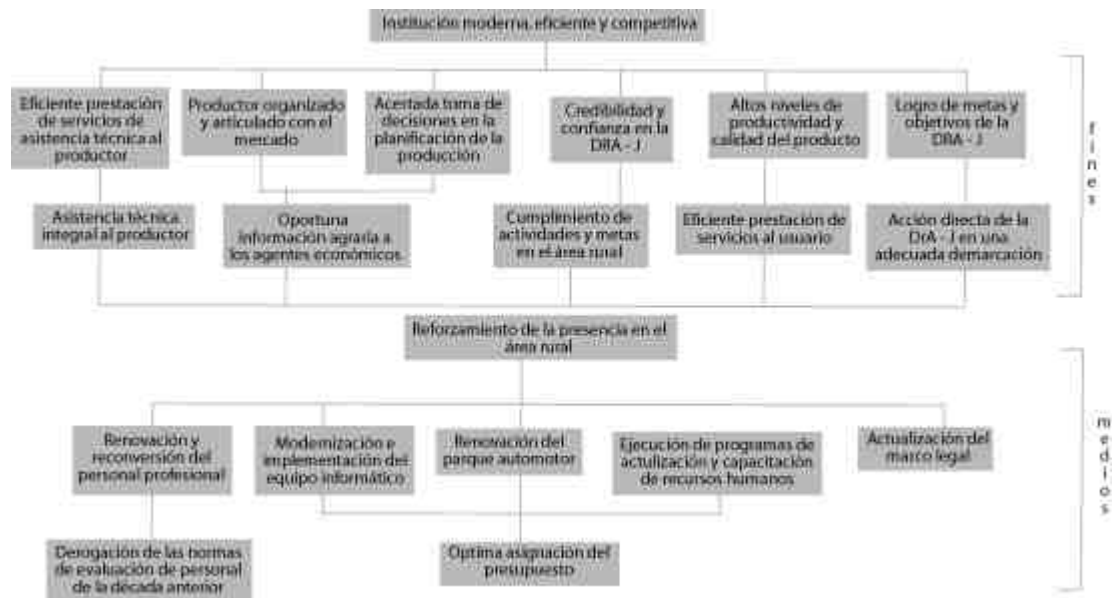 Institución moderna, eficiente y competitiva
Eficiente prestación
de servicios de
asistencia técnica al
productor
Productor organizado
y articulado con el
mercado
Acertada toma de
decisiones en la
planificación de la
producción
Credibilidad y
confianza en la
DRA - J
Altos niveles de
productividad y
calidad del producto
Logro de metas y
objetivos de la
DRA - J
fines
Asistencia técnica
integral al productor
Oportuna
información agraria a
los agentes económicos
Cumplimiento de
actividades y metas
en el área rural
Eficiente prestación de
servicios al usuario
Acción directa de la
DrA - J en una
adecuada demarcación
Reforzamiento de la presencia en el
área rural
medios
Renovación y
reconversión del
personal profesional
Modernización e
implementación del
equipo informático
Renovación del
parque automotor
Ejecución de programas de
actulización y capacitación
de recursos humanos
Actualización del
marco legal
Derogación de las normas
de evaluación de personal
de la década anterior
Optima asignación del
presupuesto